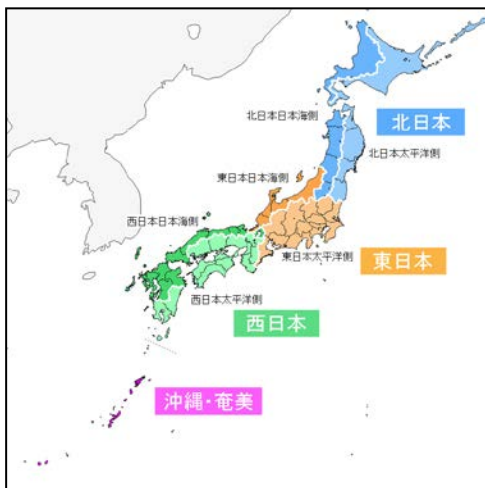 北日本日本海側
北日本
北日本太平洋側
東日本日本海側
西日本日本海側
東日本太平洋側
東日本
西日本太平洋側
西日本
沖縄・奄美